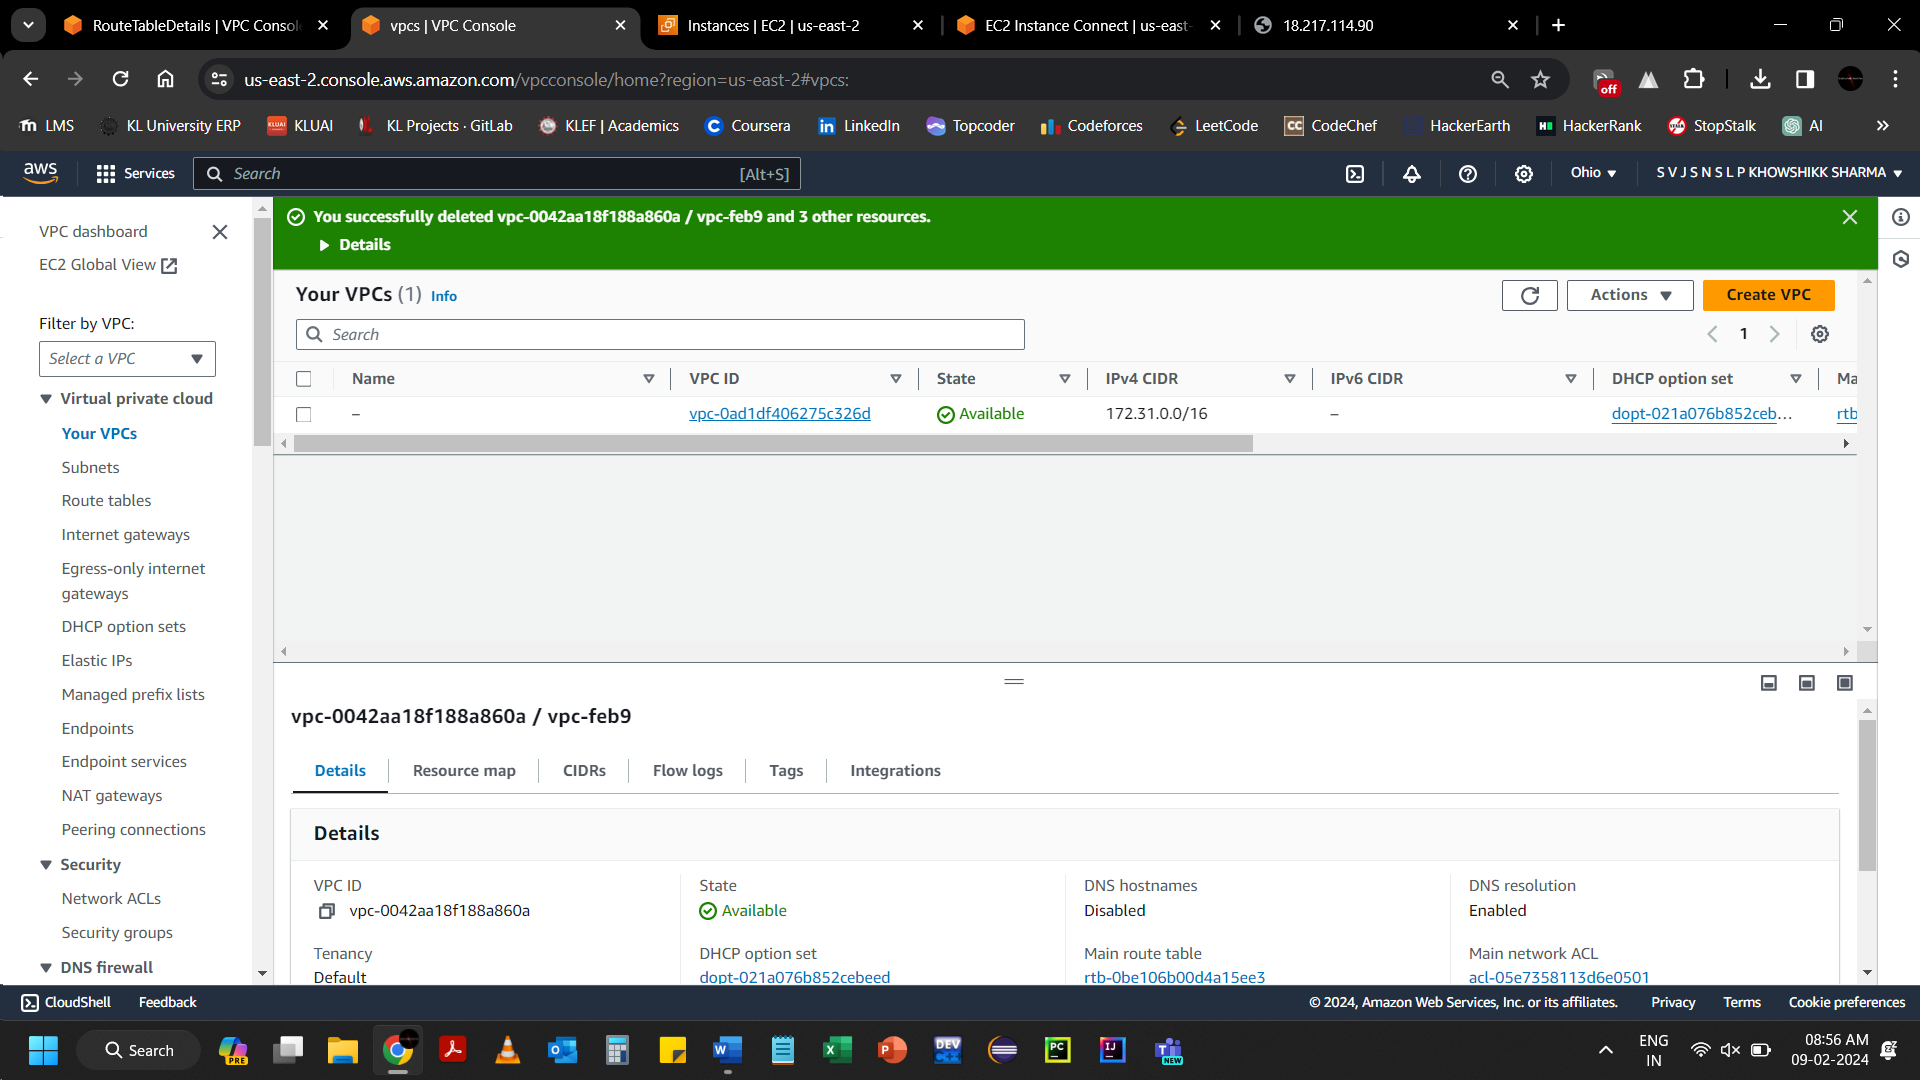 RouteTableDetails | VPC Conso
vpcs | VPC Console
Instances | EC2 | us-east-2
EC2 Instance Connect | us-east-
18.217.114.90
us-east-2.console.aws.amazon.com/vpcconsole/home?region=us-east-2#vpcs:
off
LMS
KL University ERP
KLUAI
KL Projects · GitLab
KLEF | Academics
Coursera
LinkedIn
Topcoder
Codeforces
LeetCode
CodeChef
HackerEarth
HackerRank
StopStalk
AI
aws
Services
Search
[Alt+S]
Ohio
S V J S N S L P KHOWSHIKK SHARMA
VPC dashboard
EC2 Global View
Filter by VPC:
Select a VPC
Virtual private cloud
Your VPCs
Subnets
Route tables
Internet gateways
Egress-only internet
gateways
DHCP option sets
Elastic IPs
Managed prefix lists
Endpoints
Endpoint services
NAT gateways
Peering connections
Security
Network ACLs
Security groups
DNS firewall
You successfully deleted vpc-0042aa18f188a860a / vpc-feb9 and 3 other resources.
Details
Your VPCs (1) Info
Actions
Create VPC
Search
1
Name
VPC ID
State
IPv4 CIDR
IPv6 CIDR
DHCP option set
Ma
–
vpc-0ad1df406275c326d
Available
172.31.0.0/16
–
dopt-021a076b852ceb...
rtb
vpc-0042aa18f188a860a / vpc-feb9
Details
Resource map
CIDRs
Flow logs
Tags
Integrations
Details
VPC ID
vpc-0042aa18f188a860a
State
Available
DNS hostnames
Disabled
DNS resolution
Enabled
Tenancy
Default
DHCP option set
dopt-021a076b852cebeed
Main route table
rtb-0be106b00d4a15ee3
Main network ACL
acl-05e7358113d6e0501
CloudShell
Feedback
© 2024, Amazon Web Services, Inc. or its affiliates.
Privacy
Terms
Cookie preferences
Search
PRE
DEV
C++
PC
IJ
NEW
ENG
IN
08:56 AM
09-02-2024